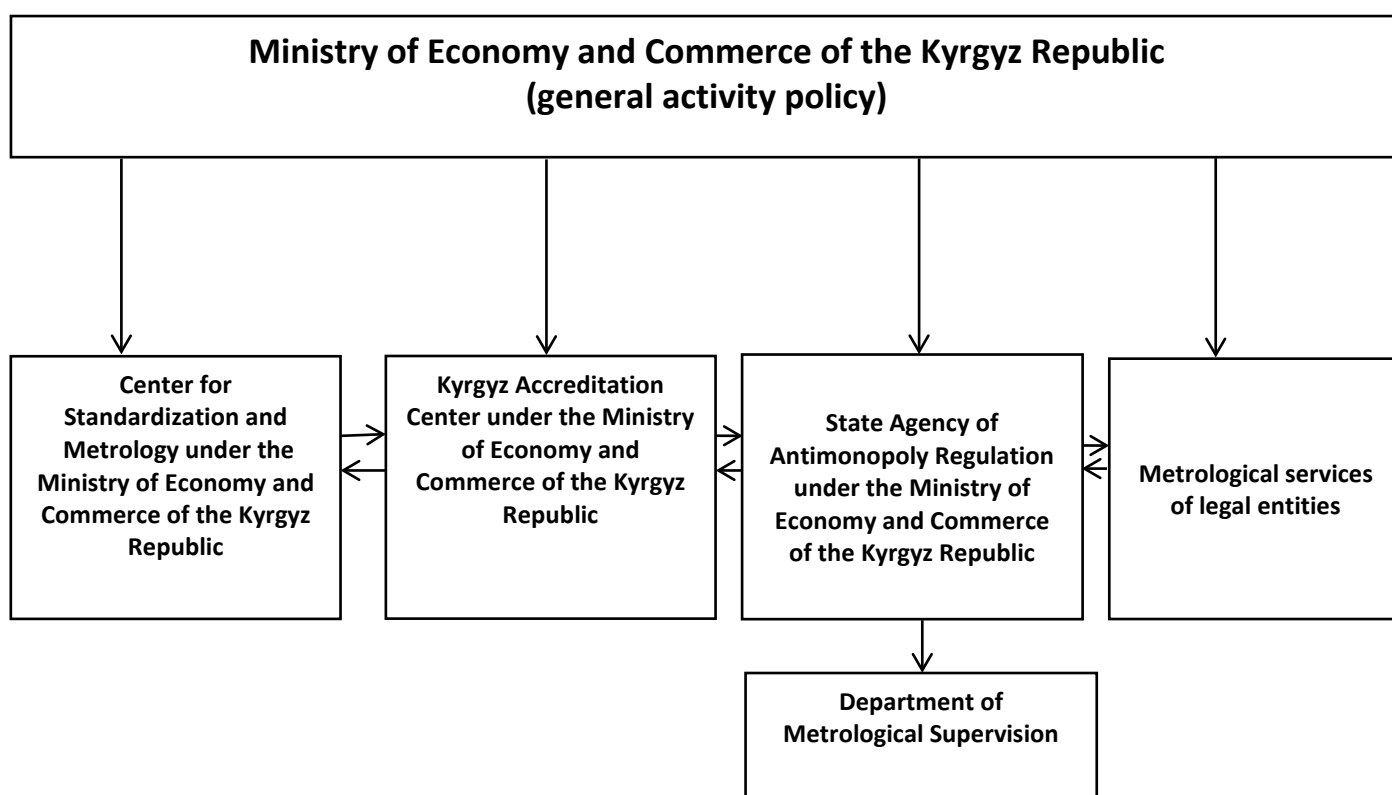 Ministry of Economy and Commerce of the Kyrgyz Republic
(general activity policy)
Center for
Standardization and
Metrology under the
Ministry of Economy and
Commerce of the Kyrgyz
Republic
Kyrgyz Accreditation
Center under the Ministry
of Economy and
Commerce of the Kyrgyz
Republic
State Agency of
Antimonopoly Regulation
under the Ministry of
Economy and Commerce
of the Kyrgyz Republic
Metrological services
of legal entities
Department of
Metrological Supervision